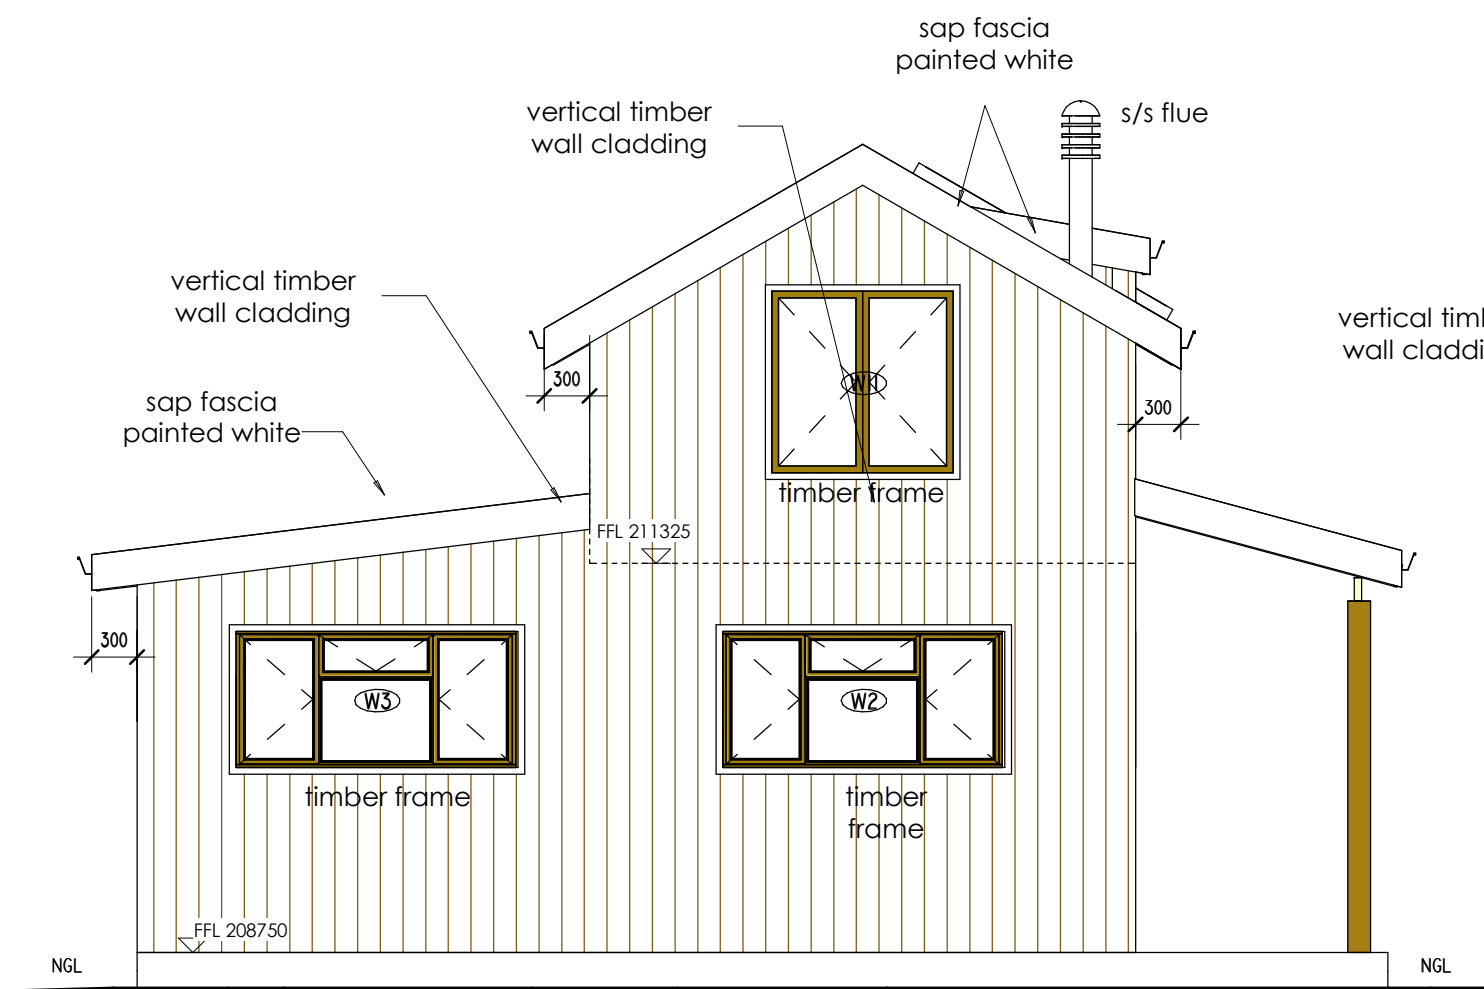 sap fascia
painted white
vertical timber
wall cladding
s/s flue
vertical timber
wall cladding
vertical timb
wall claddi
300
W1
sap fascia
painted white
300
timber frame
FFL 211325
300
W3
W2
timber frame
timber
frame
FFL 208750
NGL
NGL